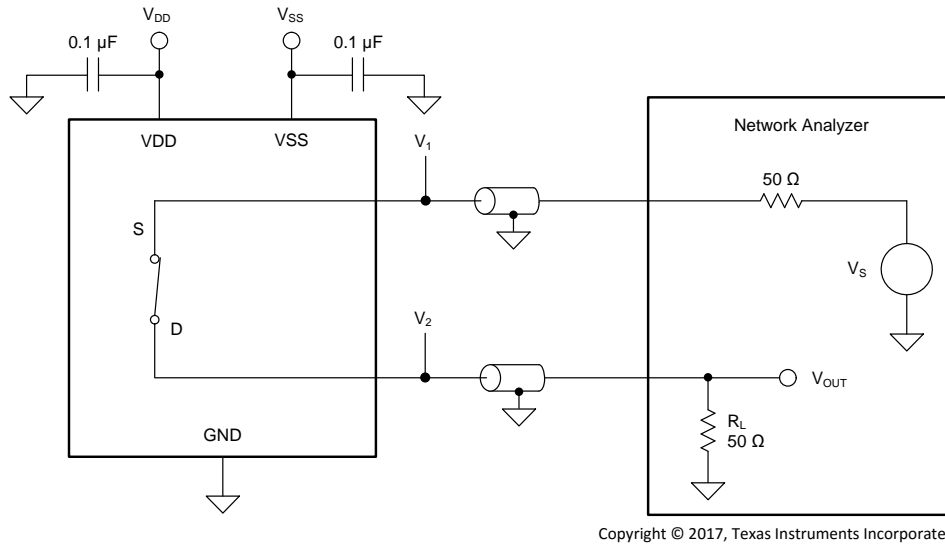 V_DD
V_SS
0.1 µF
0.1 µF
VDD
VSS
V_1
Network Analyzer
50 Ω
S
V_S
D
V_2
V_OUT
R_L
50 Ω
GND
Copyright © 2017, Texas Instruments Incorporate